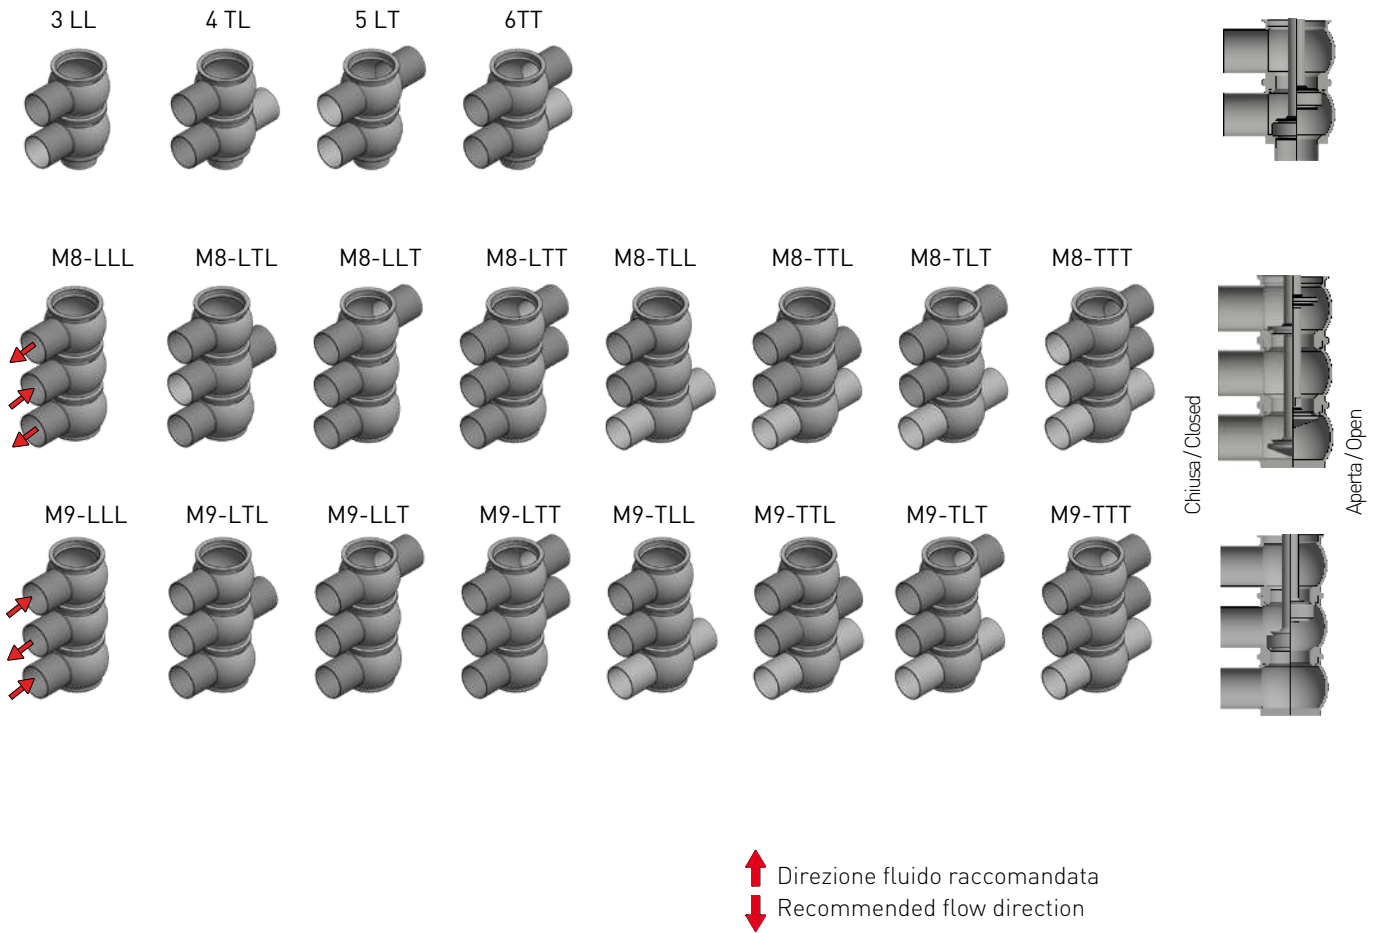 3 LL
4 TL
5 LT
6TT
M8-LLL
M8-LTL
M8-LLT
M8-LTT
M8-TLL
M8-TTL
M8-TLT
M8-TTT
Chiusa / Closed
Aperta / Open
M9-LLL
M9-LTL
M9-LLT
M9-LTT
M9-TLL
M9-TTL
M9-TLT
M9-TTT
Direzione fluido raccomandata
Recommended flow direction